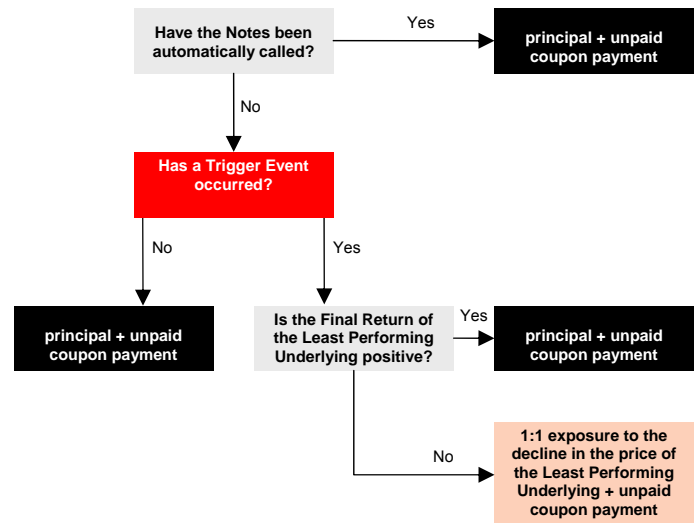 Have the Notes been
automatically called?
Yes
principal + unpaid
coupon payment
No
Has a Trigger Event
occurred?
No
Yes
principal + unpaid
coupon payment
Is the Final Return of
the Least Performing
Underlying positive?
Yes
principal + unpaid
coupon payment
No
1:1 exposure to the
decline in the price of
the Least Performing
Underlying + unpaid
coupon payment